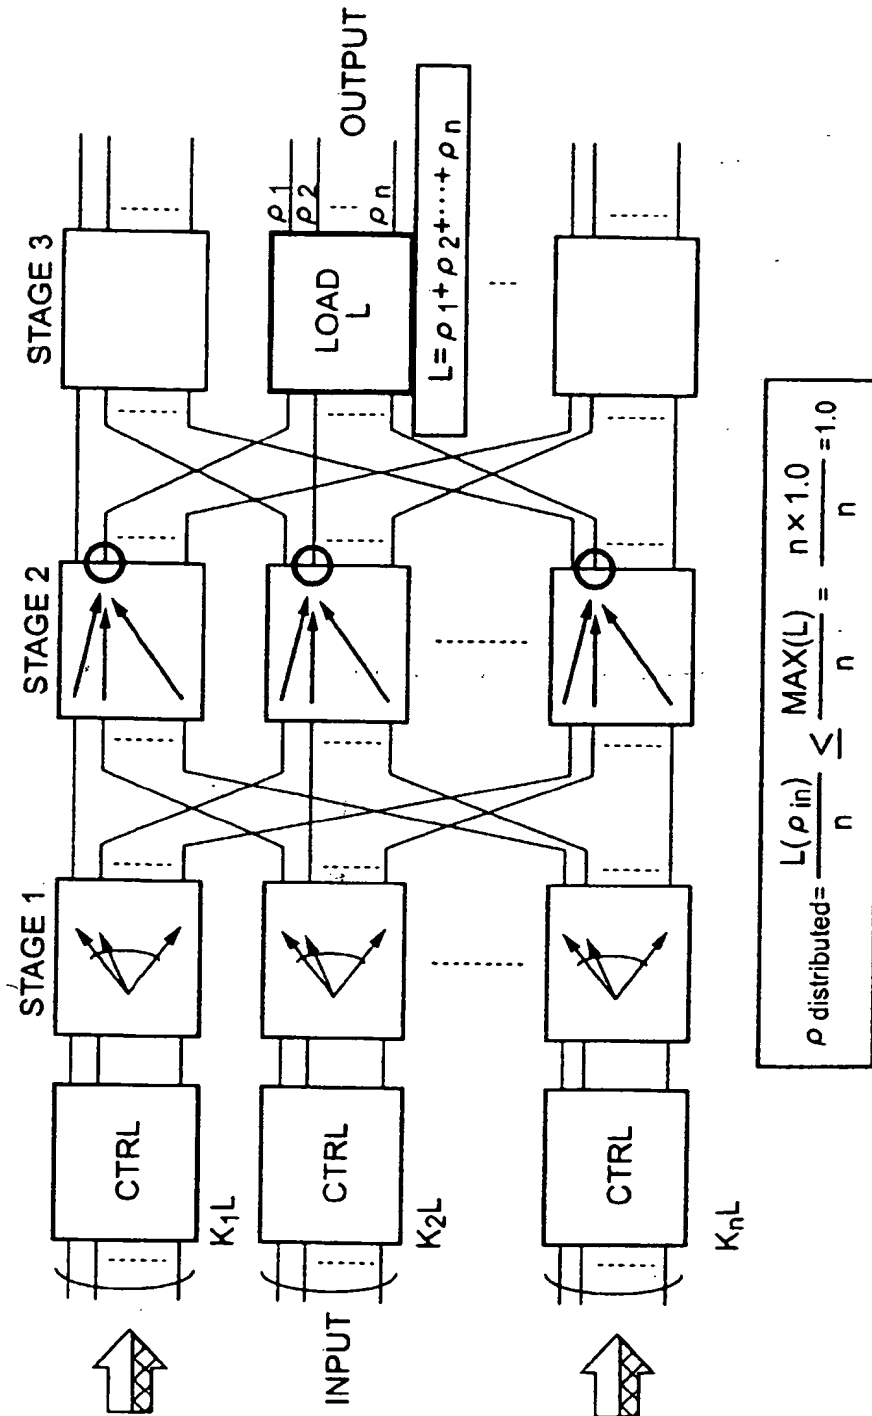 STAGE 1
STAGE 2
STAGE 3
INPUT
CTRL
K1L
CTRL
K2L
CTRL
KnL
LOAD
L
ρ1
ρ2
ρn
OUTPUT
L=ρ1+ρ2+····+ρn
ρ distributed= L(ρ in)/n ≤ MAX(L)/n = n×1.0/n =1.0